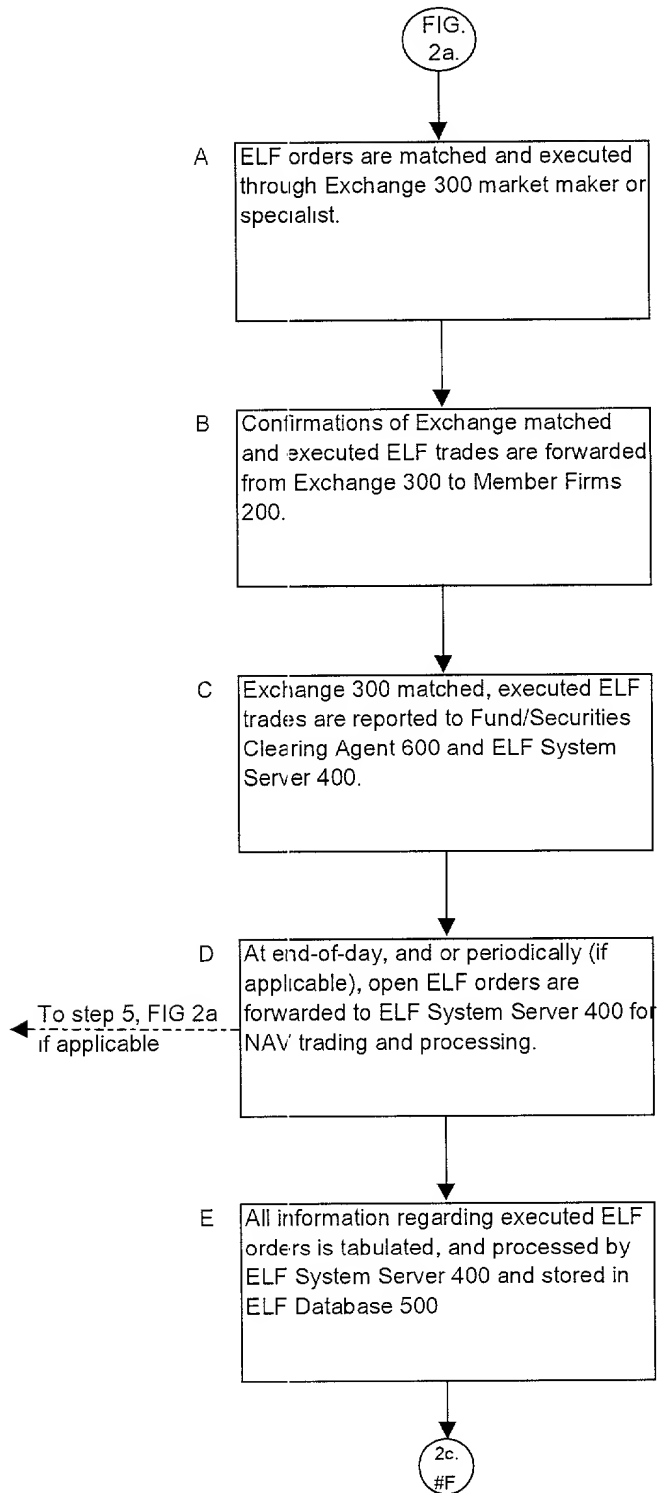 FIG.
2a.
A
ELF orders are matched and executed
through Exchange 300 market maker or
specialist.
B
Confirmations of Exchange matched
and executed ELF trades are forwarded
from Exchange 300 to Member Firms
200.
C
Exchange 300 matched, executed ELF
trades are reported to Fund/Securities
Clearing Agent 600 and ELF System
Server 400.
D
At end-of-day, and or periodically (if
applicable), open ELF orders are
forwarded to ELF System Server 400 for
NAV trading and processing.
To step 5, FIG 2a
if applicable
E
All information regarding executed ELF
orders is tabulated, and processed by
ELF System Server 400 and stored in
ELF Database 500
2c.
#F